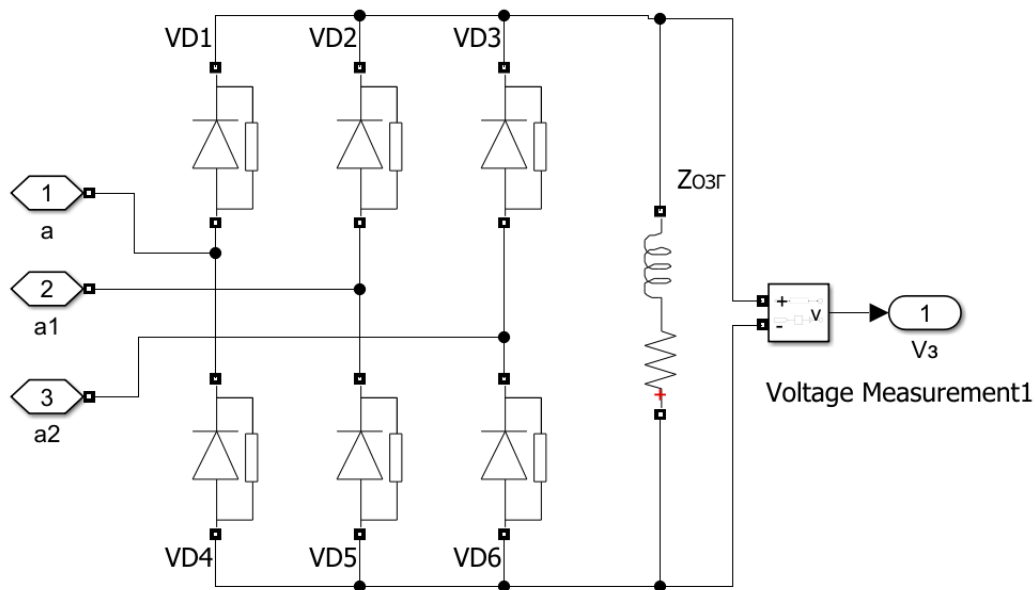 VD1
VD2
VD3
1
a
Zозг
2
a1
+
v
-
1
Vз
3
a2
Voltage Measurement1
VD4
VD5
VD6